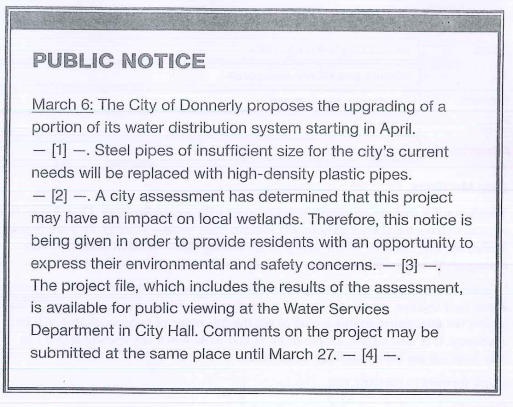 PUBLIC NOTICE
March 6: The City of Donnerly proposes the upgrading of a
portion of its water distribution system starting in April.
— [1] —. Steel pipes of insufficient size for the city's current
needs will be replaced with high-density plastic pipes.
— [2] —. A city assessment has determined that this project
may have an impact on local wetlands. Therefore, this notice is
being given in order to provide residents with an opportunity to
express their environmental and safety concerns. — [3] —.
The project file, which includes the results of the assessment,
is available for public viewing at the Water Services
Department in City Hall. Comments on the project may be
submitted at the same place until March 27. — [4] —.